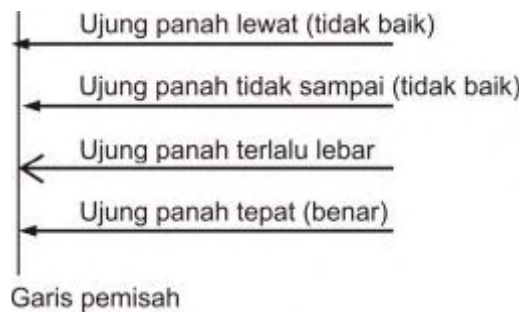 Ujung panah lewat (tidak baik)
Ujung panah tidak sampai (tidak baik)
Ujung panah terlalu lebar
Ujung panah tepat (benar)
Garis pemisah